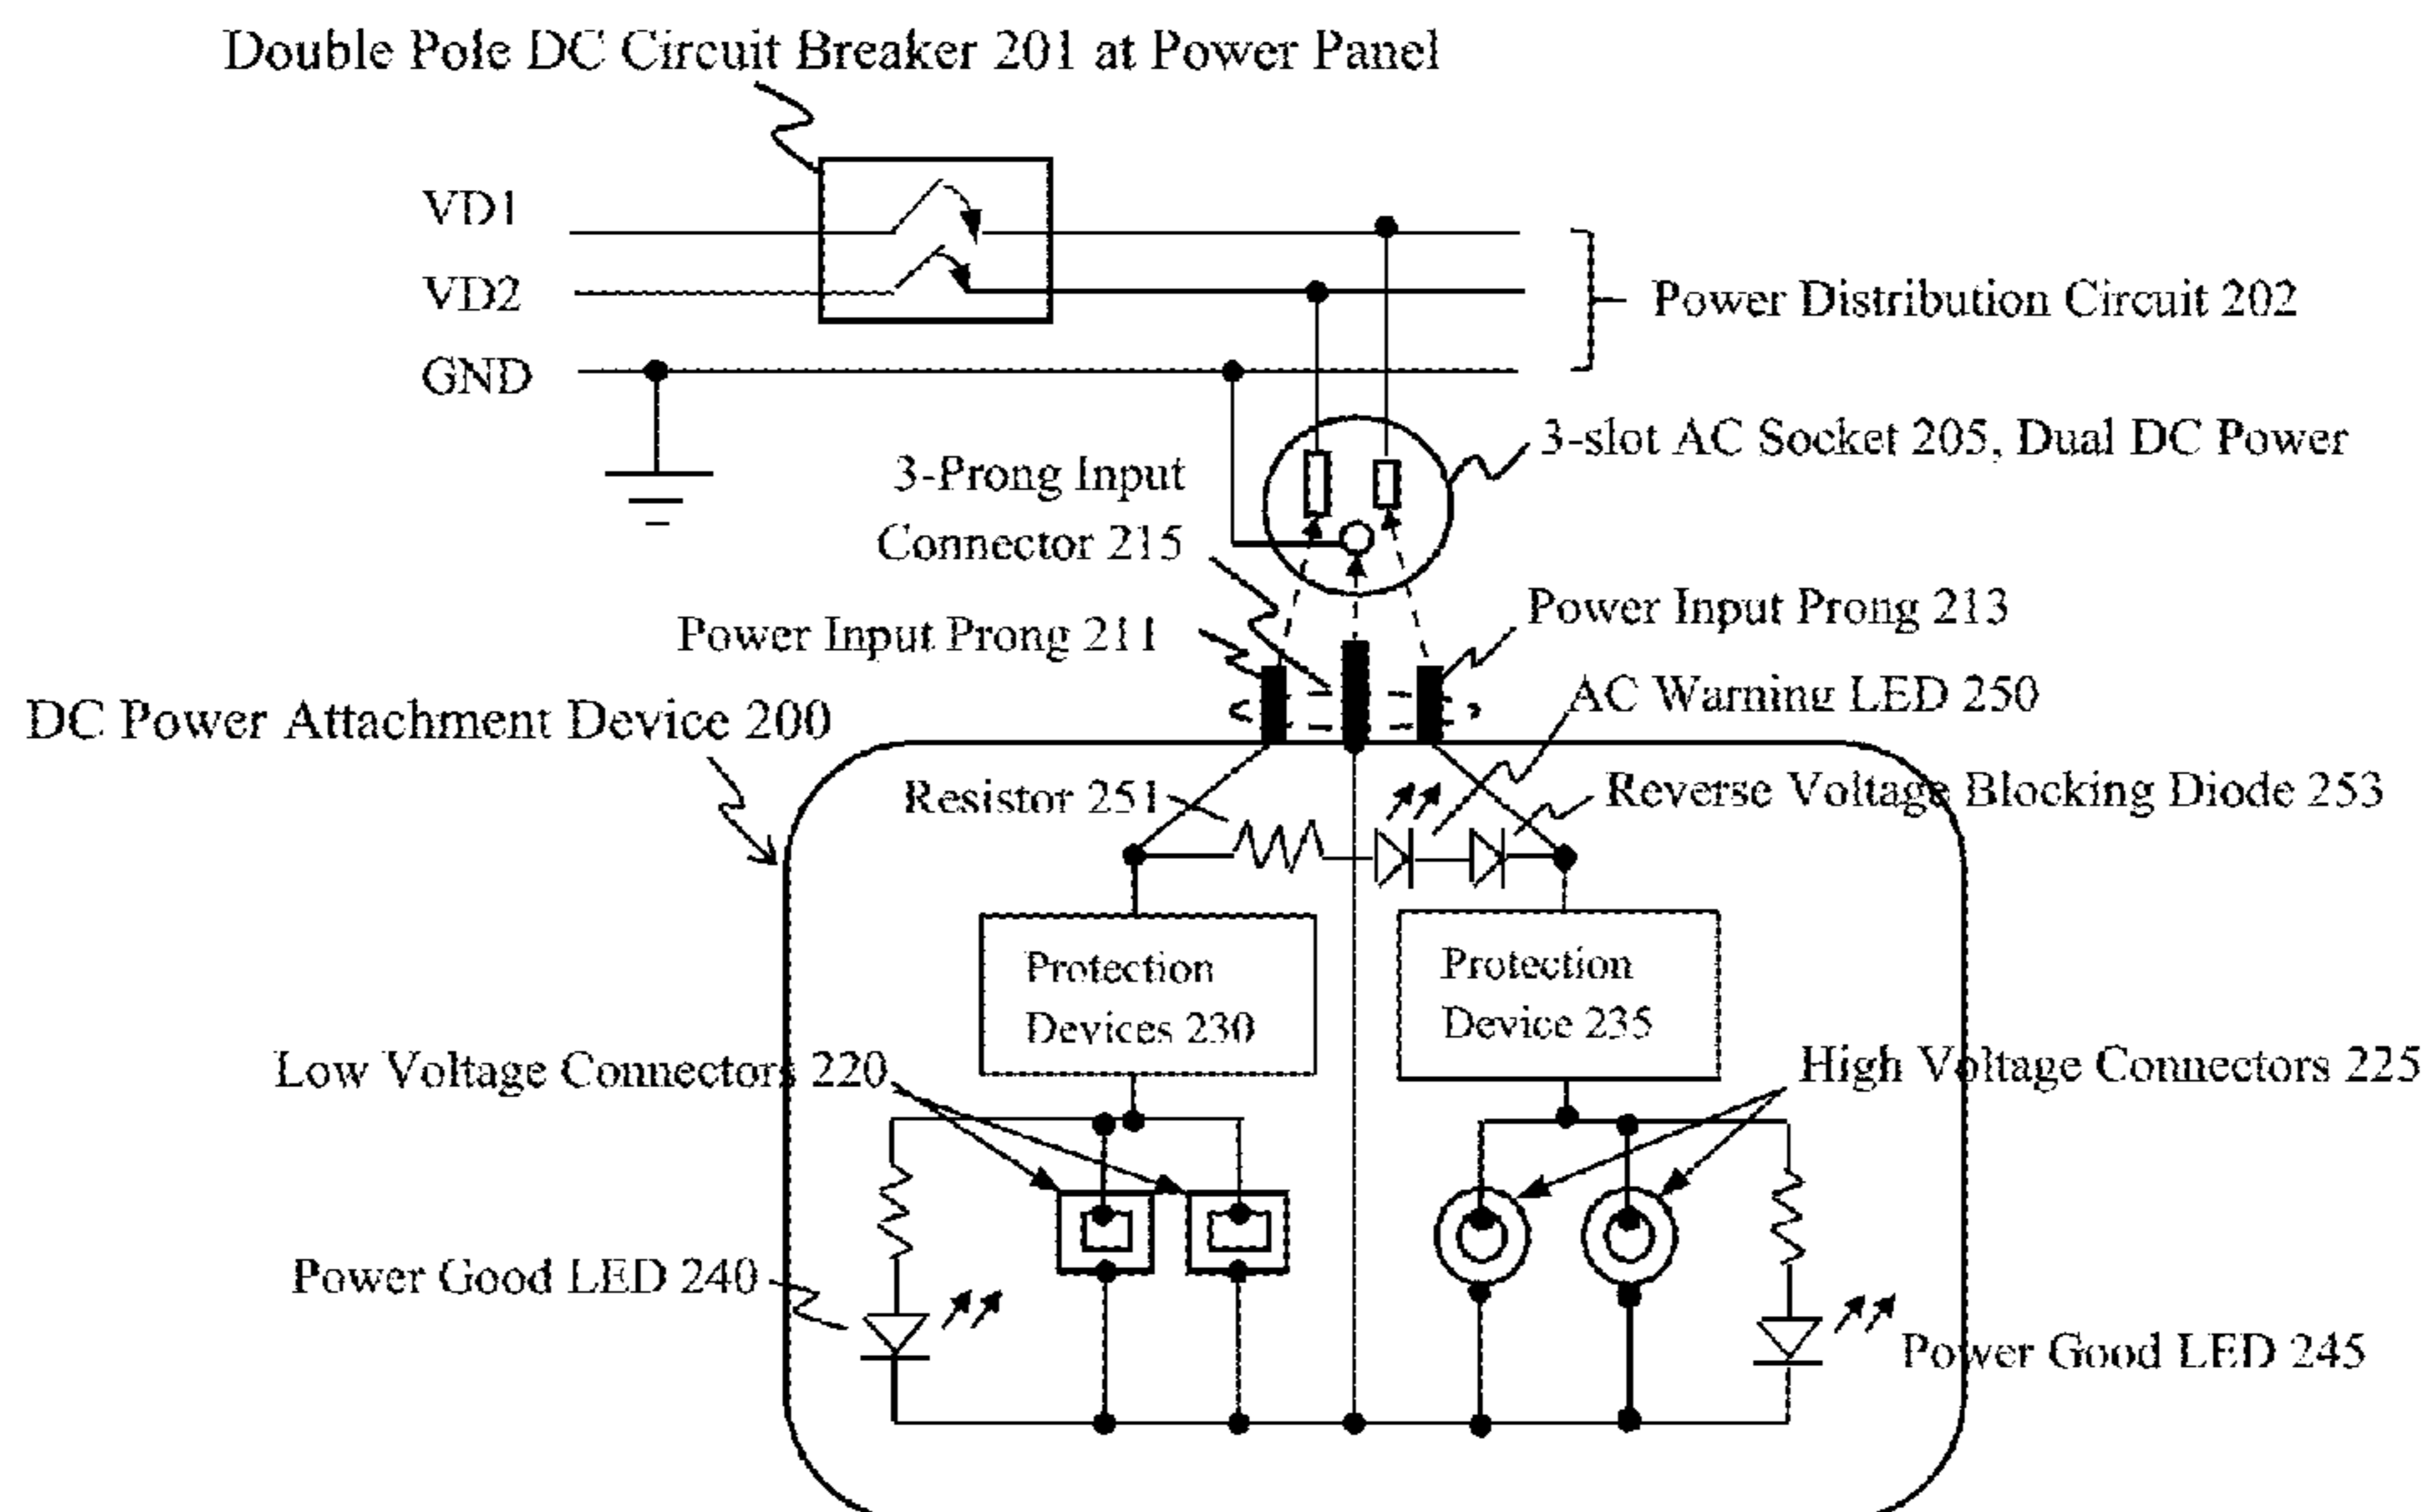 Double Pole DC Circuit Breaker 201 at Power Panel
VD1
VD2
Power Distribution Circuit 202
GND
3-slot AC Socket 205, Dual DC Power
3-Prong Input
Connector 215
Power Input Prong 213
Power Input Prong 211
AC Warning LED 250
DC Power Attachment Device 200
Resistor 251
Reverse Voltage Blocking Diode 253
Protection
Devices 230
Protection
Device 235
Low Voltage Connectors 220
High Voltage Connectors 225
Power Good LED 240
Power Good LED 245